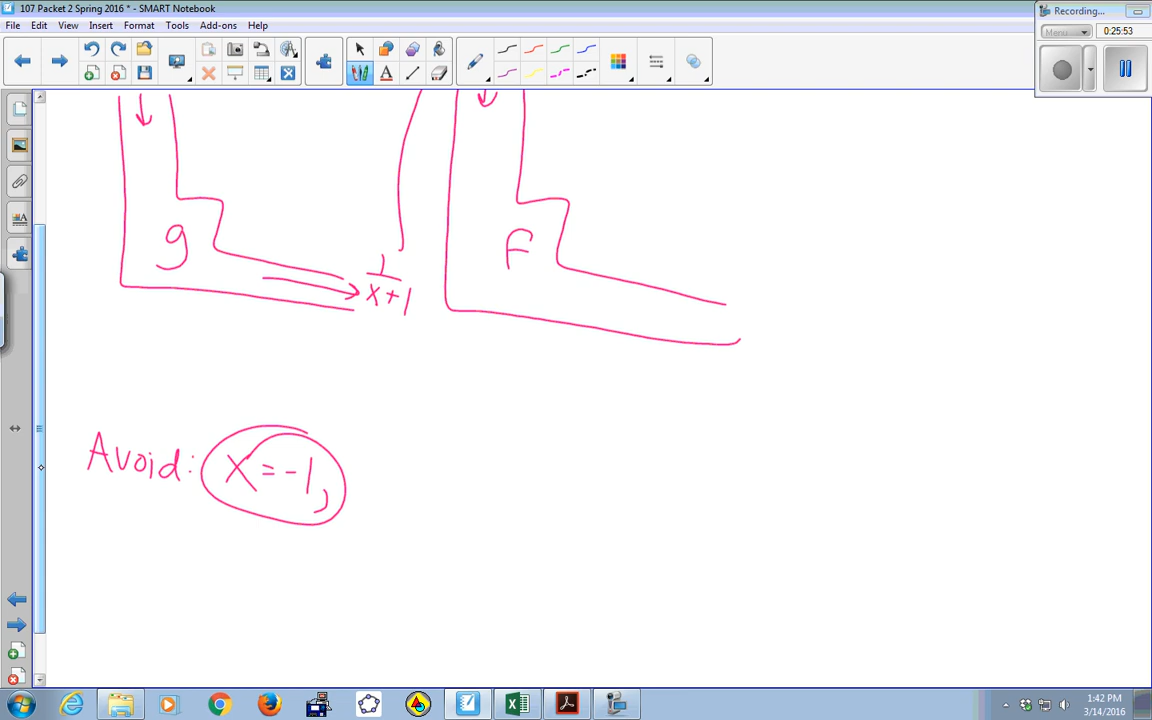 107 Packet 2 Spring 2016 * - SMART Notebook
Recording...
File Edit View Insert Format Tools Add-ons Help
Menu
0:25:53
g
F
1
x+1
Avoid: x = -1,
1:42 PM
3/14/2016